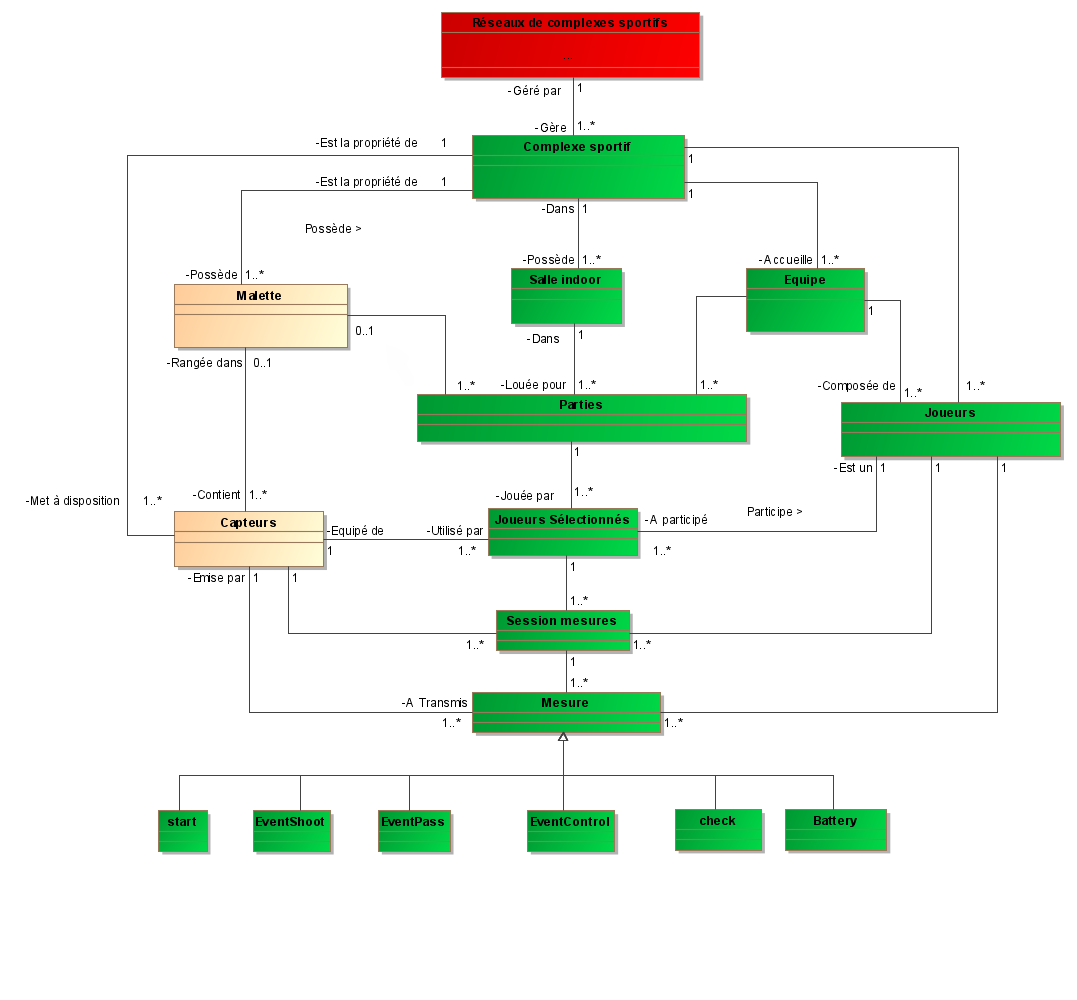 Réseaux de complexes sportifs
...
-Géré par 1
-Gère 1..*
-Est la propriété de 1
Complexe sportif
1
-Est la propriété de 1
1
-Dans 1
Possède >
-Possède 1..*
-Possède 1..*
-Accueille 1..*
Malette
Salle indoor
Equipe
0..1
-Dans 1
1
-Rangée dans 0..1
1..*
-Louée pour 1..*
1..*
-Composée de 1..*
1..*
Parties
Joueurs
1
-Est un 1
1
1
-Met à disposition 1..*
-Contient 1..*
-Jouée par 1..*
Capteurs
-Equipé de
1
-Utilisé par
1..*
Joueurs Sélectionnés
-A participé
1..*
Participe >
-Emise par 1
1
1
1..*
Session mesures
1..*
1..*
1
1..*
-A Transmis
1..*
Mesure
1..*
start
EventShoot
EventPass
EventControl
check
Battery